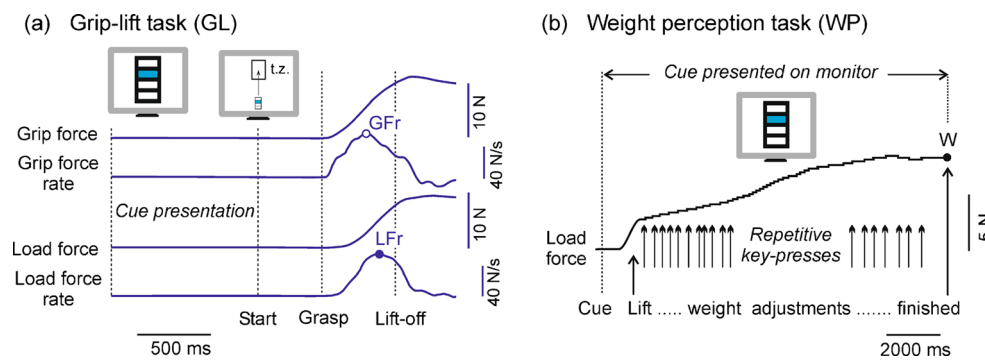 (a) Grip-lift task (GL)
t.z.
Grip force
10 N
GFr
Grip force
rate
40 N/s
Cue presentation
Load force
10 N
LFr
Load force
rate
40 N/s
Start
Grasp
Lift-off
500 ms
(b) Weight perception task (WP)
Cue presented on monitor
W
Load
force
Repetitive
key-presses
5 N
Cue Lift ..... weight adjustments ....... finished
2000 ms